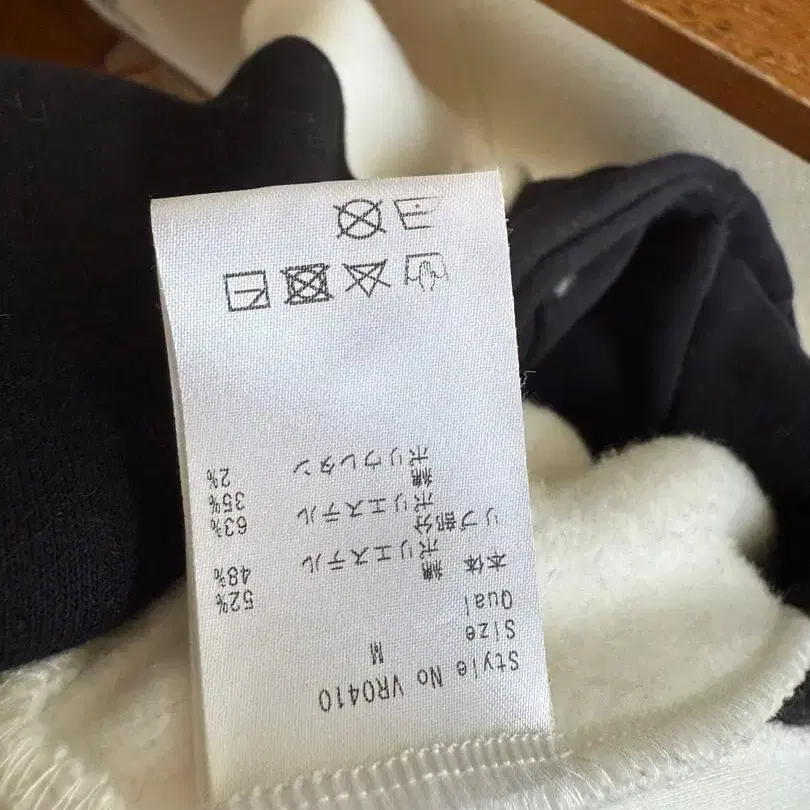 Style No VR0410
Size M
Qual
本体 綿 52%
ポリエステル 48%
リブ部分
ポリエステル 63%
綿 35%
ポリウレタン 2%